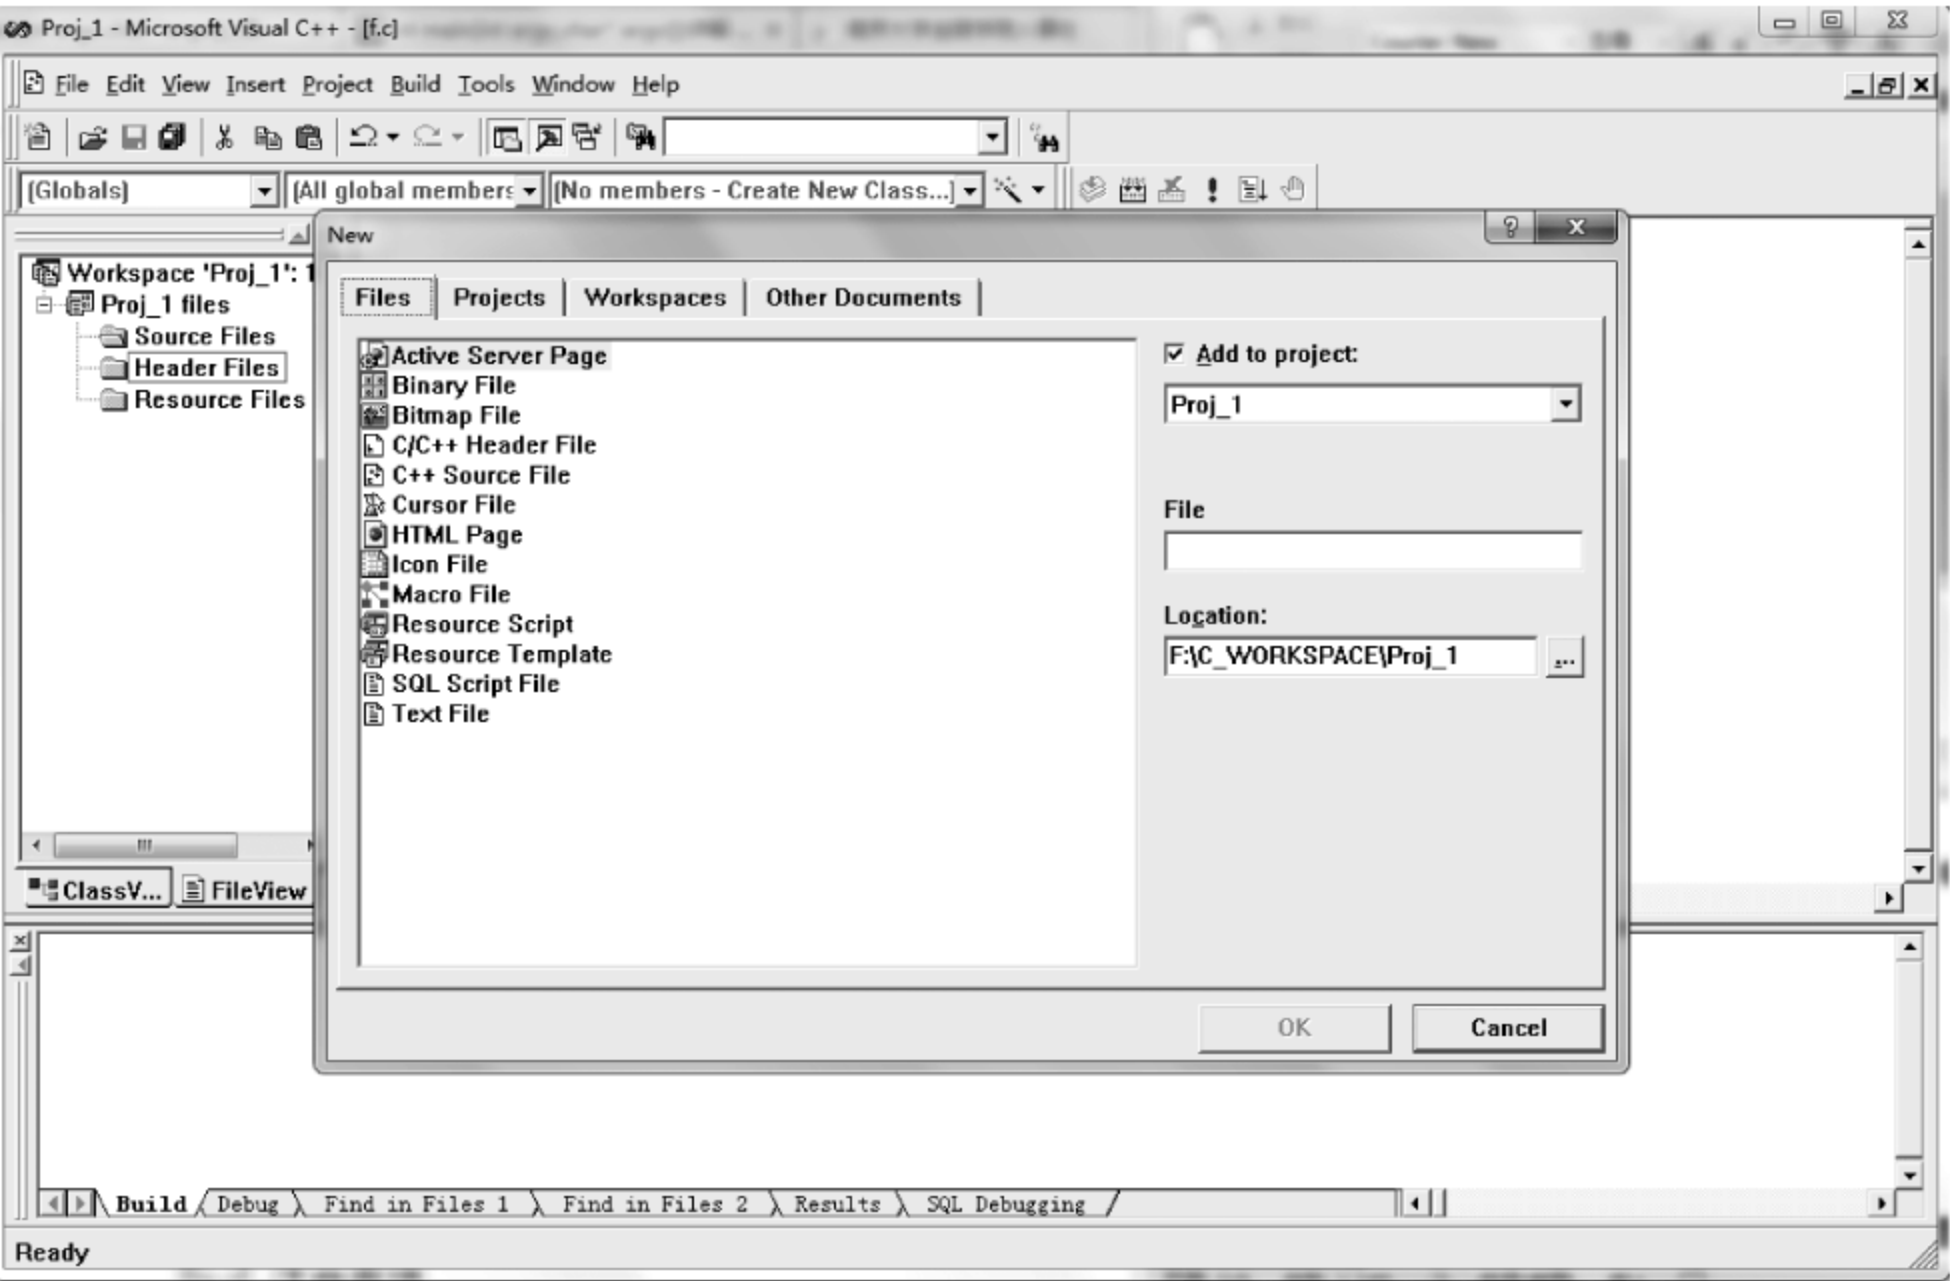 Proj_1 - Microsoft Visual C++ - [f.c]
File Edit View Insert Project Build Tools Window Help
(Globals) (All global members (No members - Create New Class...)
New
Workspace 'Proj_1': 1
Proj_1 files
Source Files
Header Files
Resource Files
ClassV... FileView
Files Projects Workspaces Other Documents
Active Server Page
Binary File
Bitmap File
C/C++ Header File
C++ Source File
Cursor File
HTML Page
Icon File
Macro File
Resource Script
Resource Template
SQL Script File
Text File
Add to project:
Proj_1
File
Location:
F:\C_WORKSPACE\Proj_1
...
OK Cancel
Build Debug Find in Files 1 Find in Files 2 Results SQL Debugging
Ready